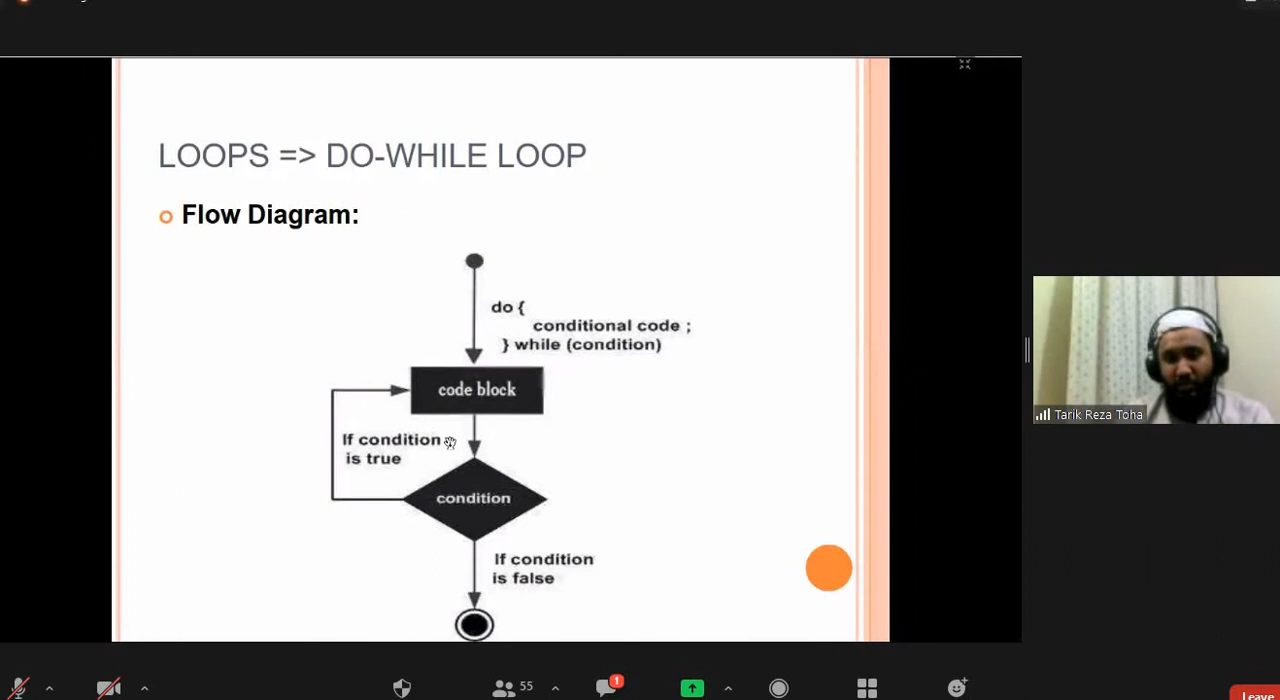 LOOPS => DO-WHILE LOOP
Flow Diagram:
do {
conditional code ;
} while (condition)
code block
If condition
is true
condition
If condition
is false
Tarik Reza Toha
55
1
Leave